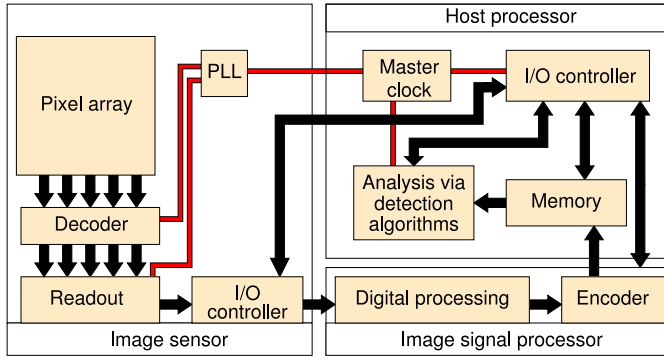 Host processor
PLL
Master
clock
I/O controller
Pixel array
Analysis via
detection
algorithms
Memory
Decoder
Readout
I/O
controller
Digital processing
Encoder
Image sensor
Image signal processor